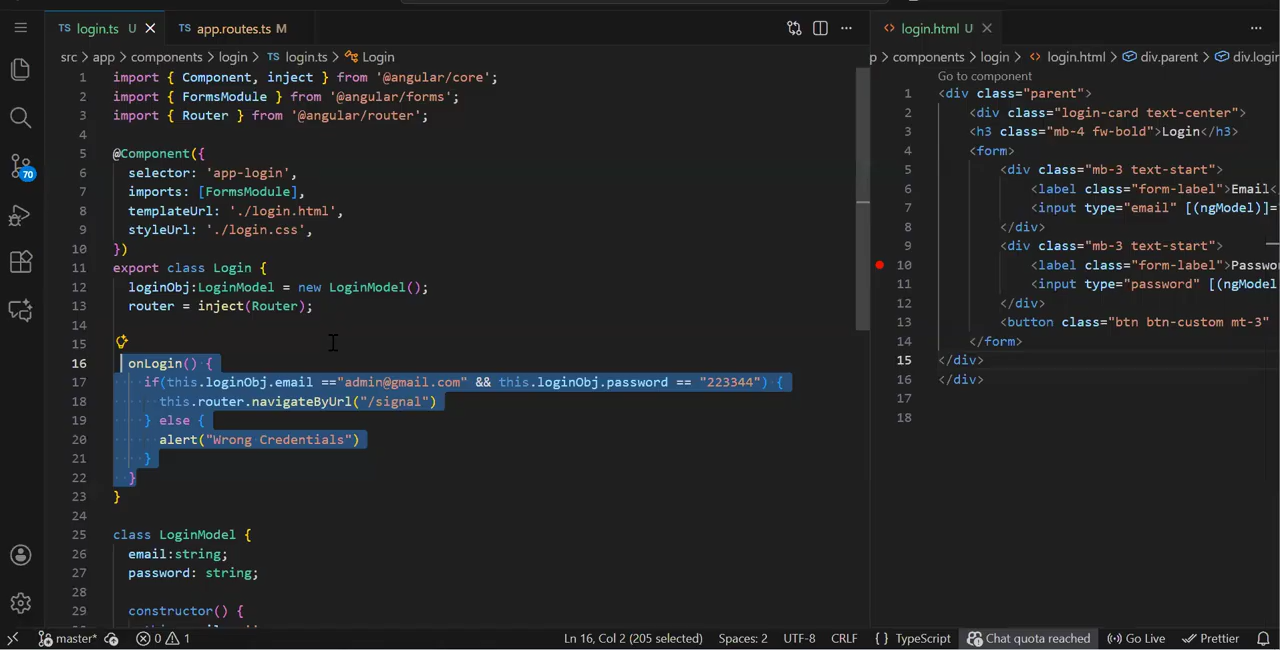 TS login.ts U
TS app.routes.ts M
login.html U
src > app > components > login > TS login.ts > Login
p > components > login > login.html > div.parent > div.login
1 import { Component, inject } from '@angular/core';
2 import { FormsModule } from '@angular/forms';
3 import { Router } from '@angular/router';
4
5 @Component({
6 selector: 'app-login',
7 imports: [FormsModule],
8 templateUrl: './login.html',
9 styleUrl: './login.css',
10 })
11 export class Login {
12 loginObj:LoginModel = new LoginModel();
13 router = inject(Router);
14
15
16 onLogin() {
17 if(this.loginObj.email =="admin@gmail.com" && this.loginObj.password == "223344") {
18 this.router.navigateByUrl("/signal")
19 } else {
20 alert("Wrong Credentials")
21 }
22 }
23 }
24
25 class LoginModel {
26 email:string;
27 password: string;
28
29 constructor() {
Go to component
1 <div class="parent">
2 <div class="login-card text-center">
3 <h3 class="mb-4 fw-bold">Login</h3>
4 <form>
5 <div class="mb-3 text-start">
6 <label class="form-label">Email<
7 <input type="email" [(ngModel)]=
8 </div>
9 <div class="mb-3 text-start">
10 <label class="form-label">Passwo
11 <input type="password" [(ngModel
12 </div>
13 <button class="btn btn-custom mt-3"
14 </form>
15 </div>
16 </div>
17
18
70
master* 0 1 Ln 16, Col 2 (205 selected) Spaces: 2 UTF-8 CRLF { } TypeScript Chat quota reached Go Live Prettier